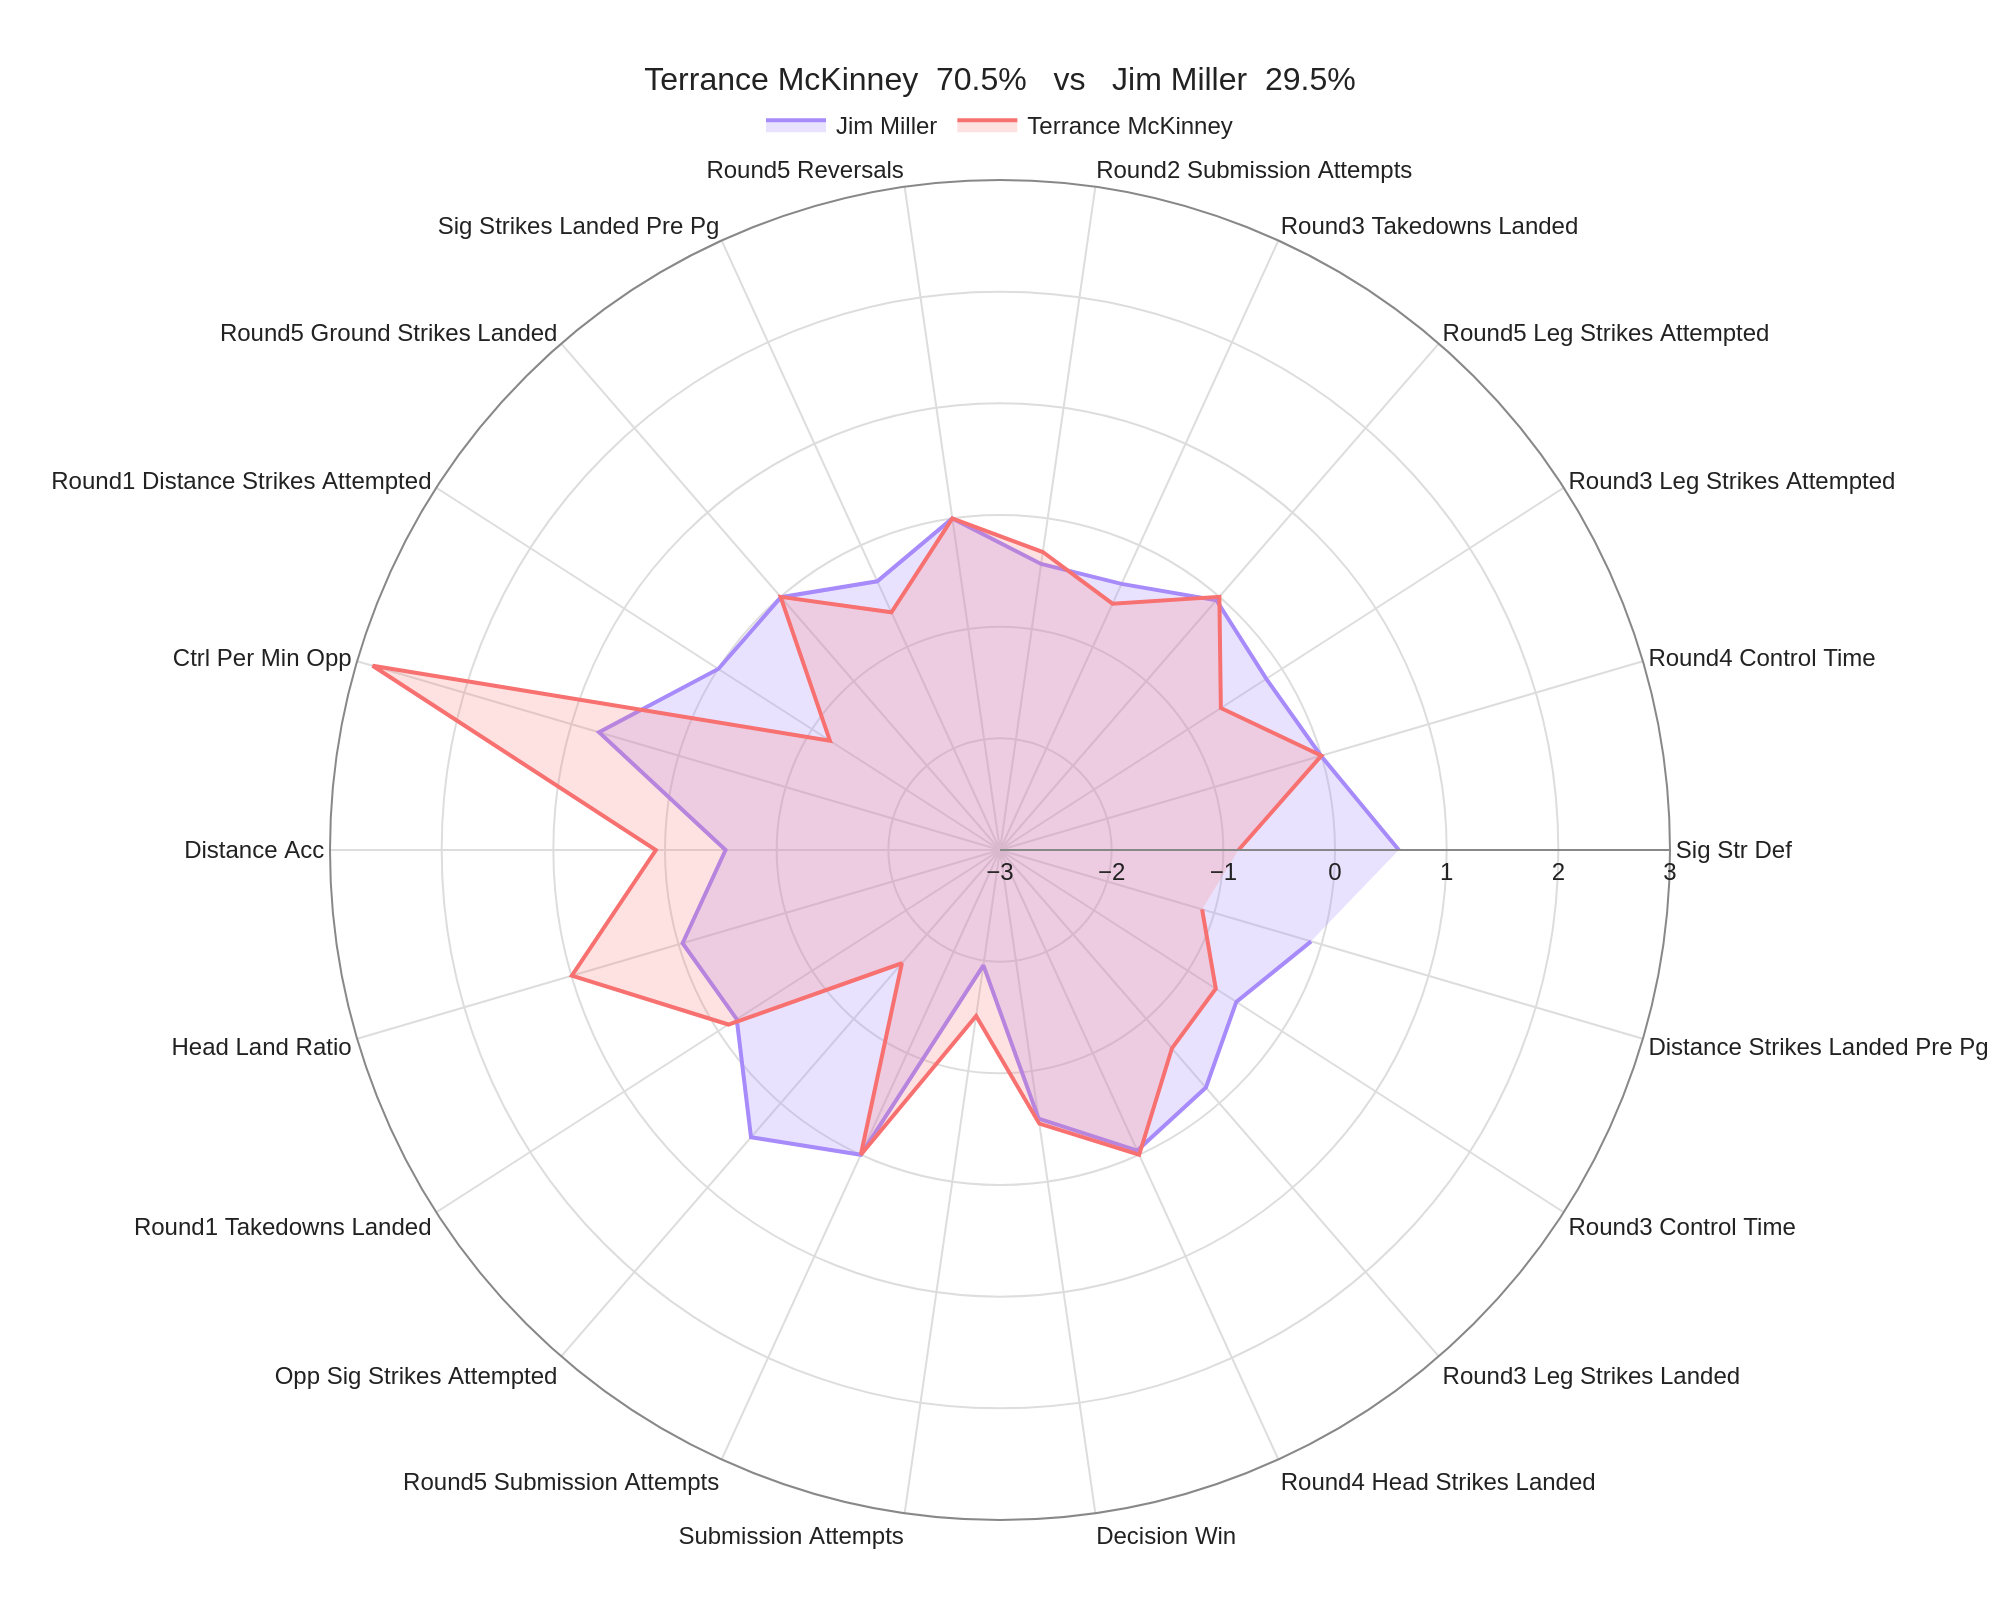 Terrance McKinney 70.5% vs Jim Miller 29.5%
Jim Miller Terrance McKinney
Round5 Reversals Round2 Submission Attempts
Sig Strikes Landed Pre Pg Round3 Takedowns Landed
Round5 Ground Strikes Landed Round5 Leg Strikes Attempted
Round1 Distance Strikes Attempted Round3 Leg Strikes Attempted
Ctrl Per Min Opp Round4 Control Time
Distance Acc Sig Str Def
−3 −2 −1 0 1 2 3
Head Land Ratio Distance Strikes Landed Pre Pg
Round1 Takedowns Landed Round3 Control Time
Opp Sig Strikes Attempted Round3 Leg Strikes Landed
Round5 Submission Attempts Round4 Head Strikes Landed
Submission Attempts Decision Win